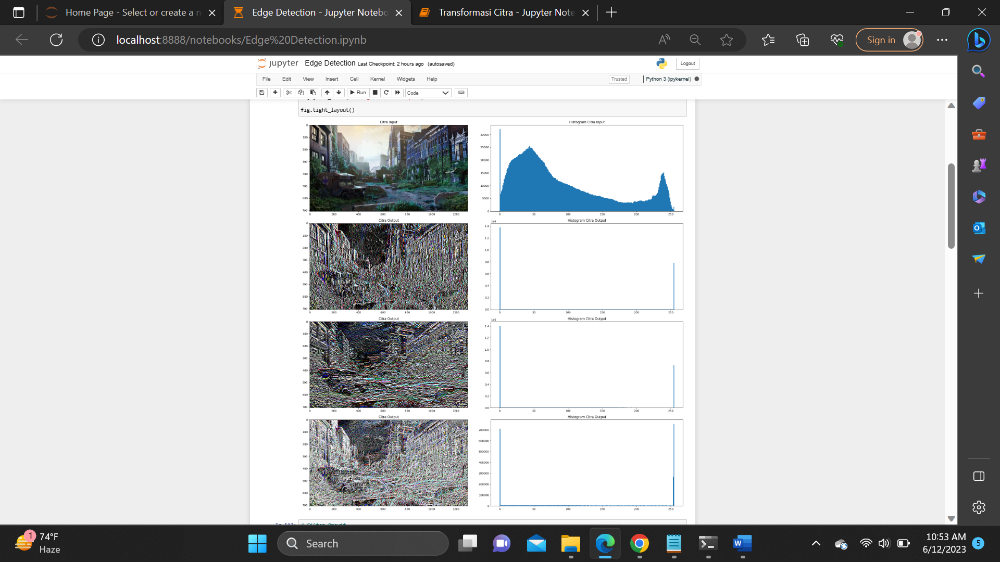 Home Page - Select or create a n
Edge Detection - Jupyter Notebo
Transformasi Citra - Jupyter Note
localhost:8888/notebooks/Edge%20Detection.ipynb
Sign in
jupyter Edge Detection Last Checkpoint: 2 hours ago (autosaved)
Logout
File Edit View Insert Cell Kernel Widgets Help
Trusted
Python 3 (ipykernel)
Run
Code
fig.tight_layout()
Citra Input
0
100
200
300
400
500
600
700
0 200 400 600 800 1000 1200
Histogram Citra Input
30000
25000
20000
15000
10000
5000
0
0 50 100 150 200 250
Citra Output
0
100
200
300
400
500
600
700
0 200 400 600 800 1000 1200
Histogram Citra Output
1e6
1.4
1.2
1.0
0.8
0.6
0.4
0.2
0.0
0 50 100 150 200 250
Citra Output
0
100
200
300
400
500
600
700
0 200 400 600 800 1000 1200
Histogram Citra Output
1e6
1.4
1.2
1.0
0.8
0.6
0.4
0.2
0.0
0 50 100 150 200 250
Citra Output
0
100
200
300
400
500
600
700
0 200 400 600 800 1000 1200
Histogram Citra Output
700000
600000
500000
400000
300000
200000
100000
0
0 50 100 150 200 250
1
74°F
Haze
Search
10:53 AM
6/12/2023
5